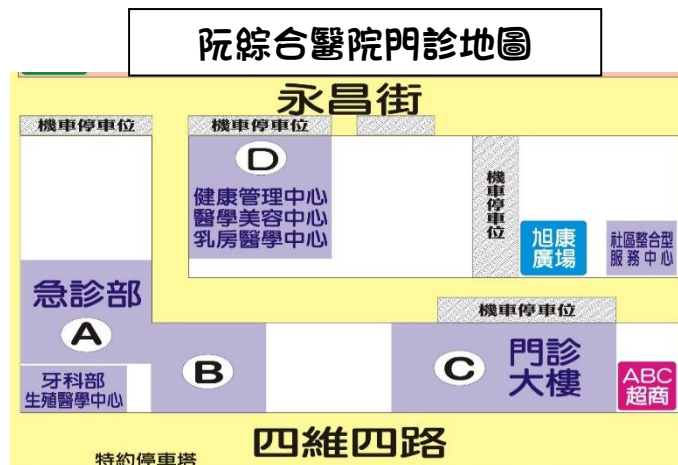 阮綜合醫院門診地圖
永昌街
機車停車位
機車停車位
D
健康管理中心
醫學美容中心
乳房醫學中心
機車停車位
旭康
廣場
社區整合型
服務中心
急診部
A
機車停車位
B
C
門診
大樓
ABC
超商
牙科部
生殖醫學中心
四維四路
特約停車塔